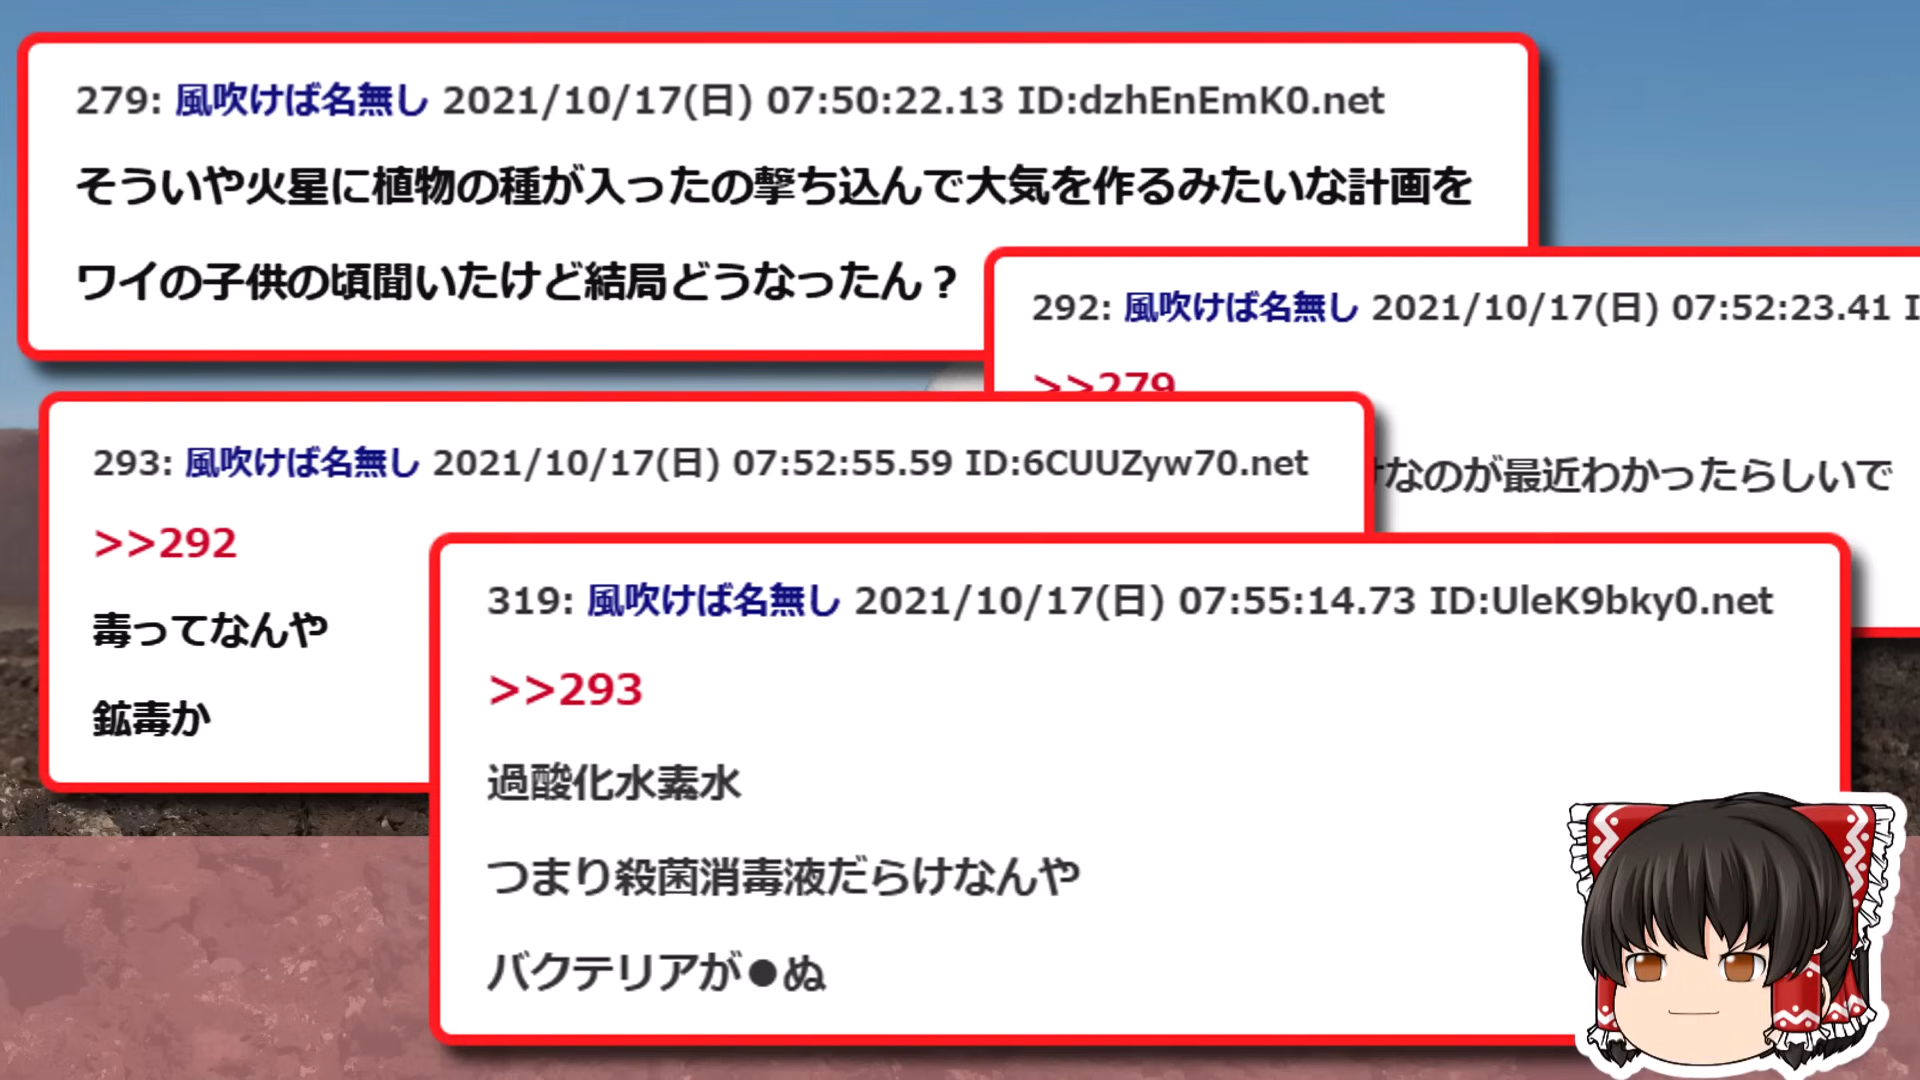 279: 風吹けば名無し 2021/10/17(日) 07:50:22.13 ID:dzhEnEmK0.net
そういや火星に植物の種が入ったの撃ち込んで大気を作るみたいな計画を
ワイの子供の頃聞いたけど結局どうなったん？
292: 風吹けば名無し 2021/10/17(日) 07:52:23.41
>>279
なのが最近わかったらしいで
293: 風吹けば名無し 2021/10/17(日) 07:52:55.59 ID:6CUUZyw70.net
>>292
毒ってなんや
鉱毒か
319: 風吹けば名無し 2021/10/17(日) 07:55:14.73 ID:UleK9bky0.net
>>293
過酸化水素水
つまり殺菌消毒液だらけなんや
バクテリアが●ぬ